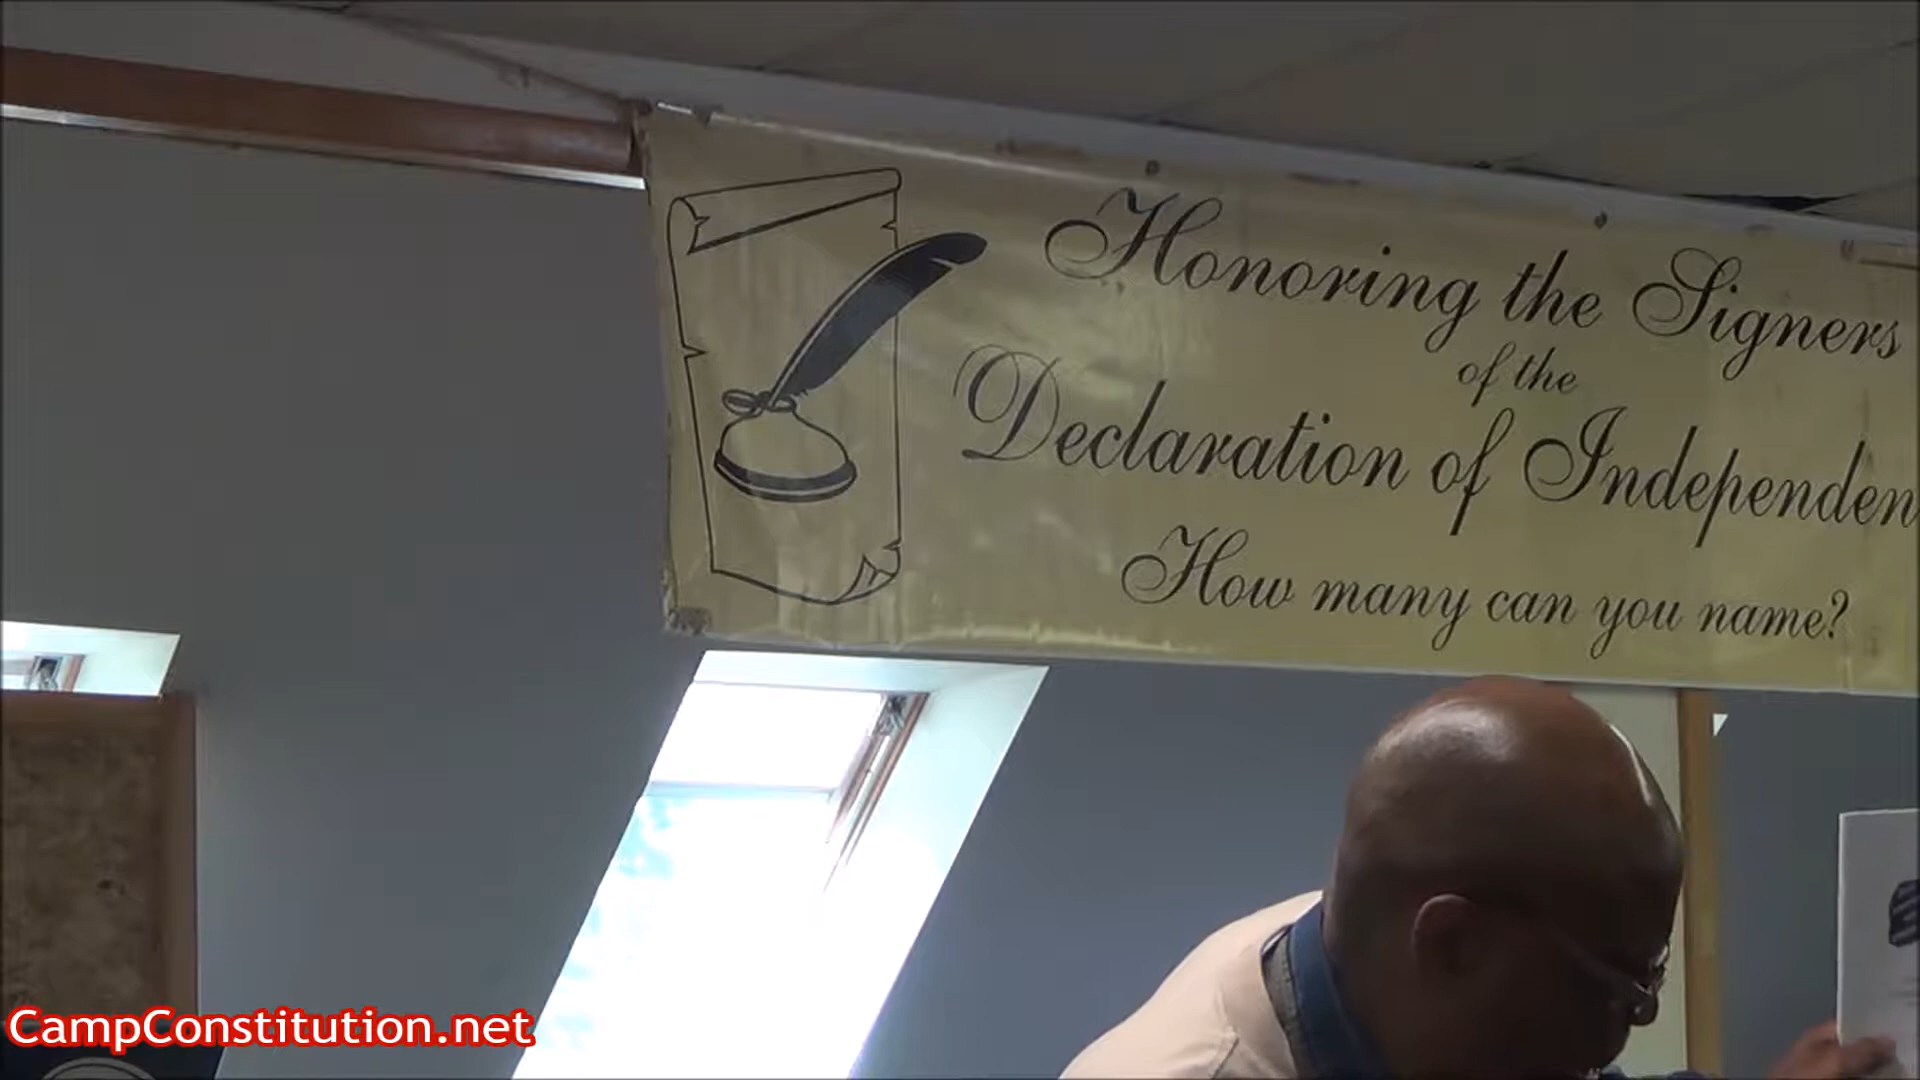 Honoring the Signers
of the
Declaration of Independen
How many can you name?
CampConstitution.net